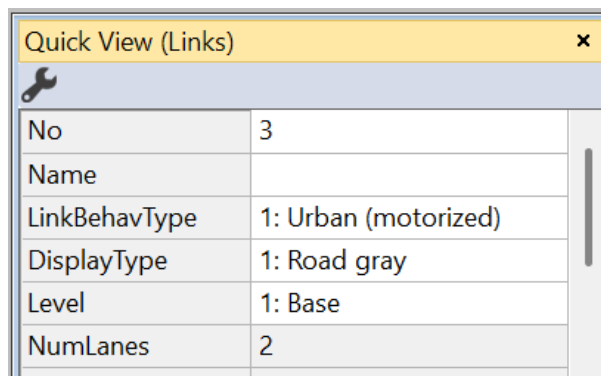 Quick View (Links)
No 3
Name
LinkBehavType 1: Urban (motorized)
DisplayType 1: Road gray
Level 1: Base
NumLanes 2